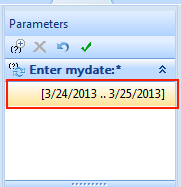 Parameters
Enter mydate:*
[3/24/2013 .. 3/25/2013]